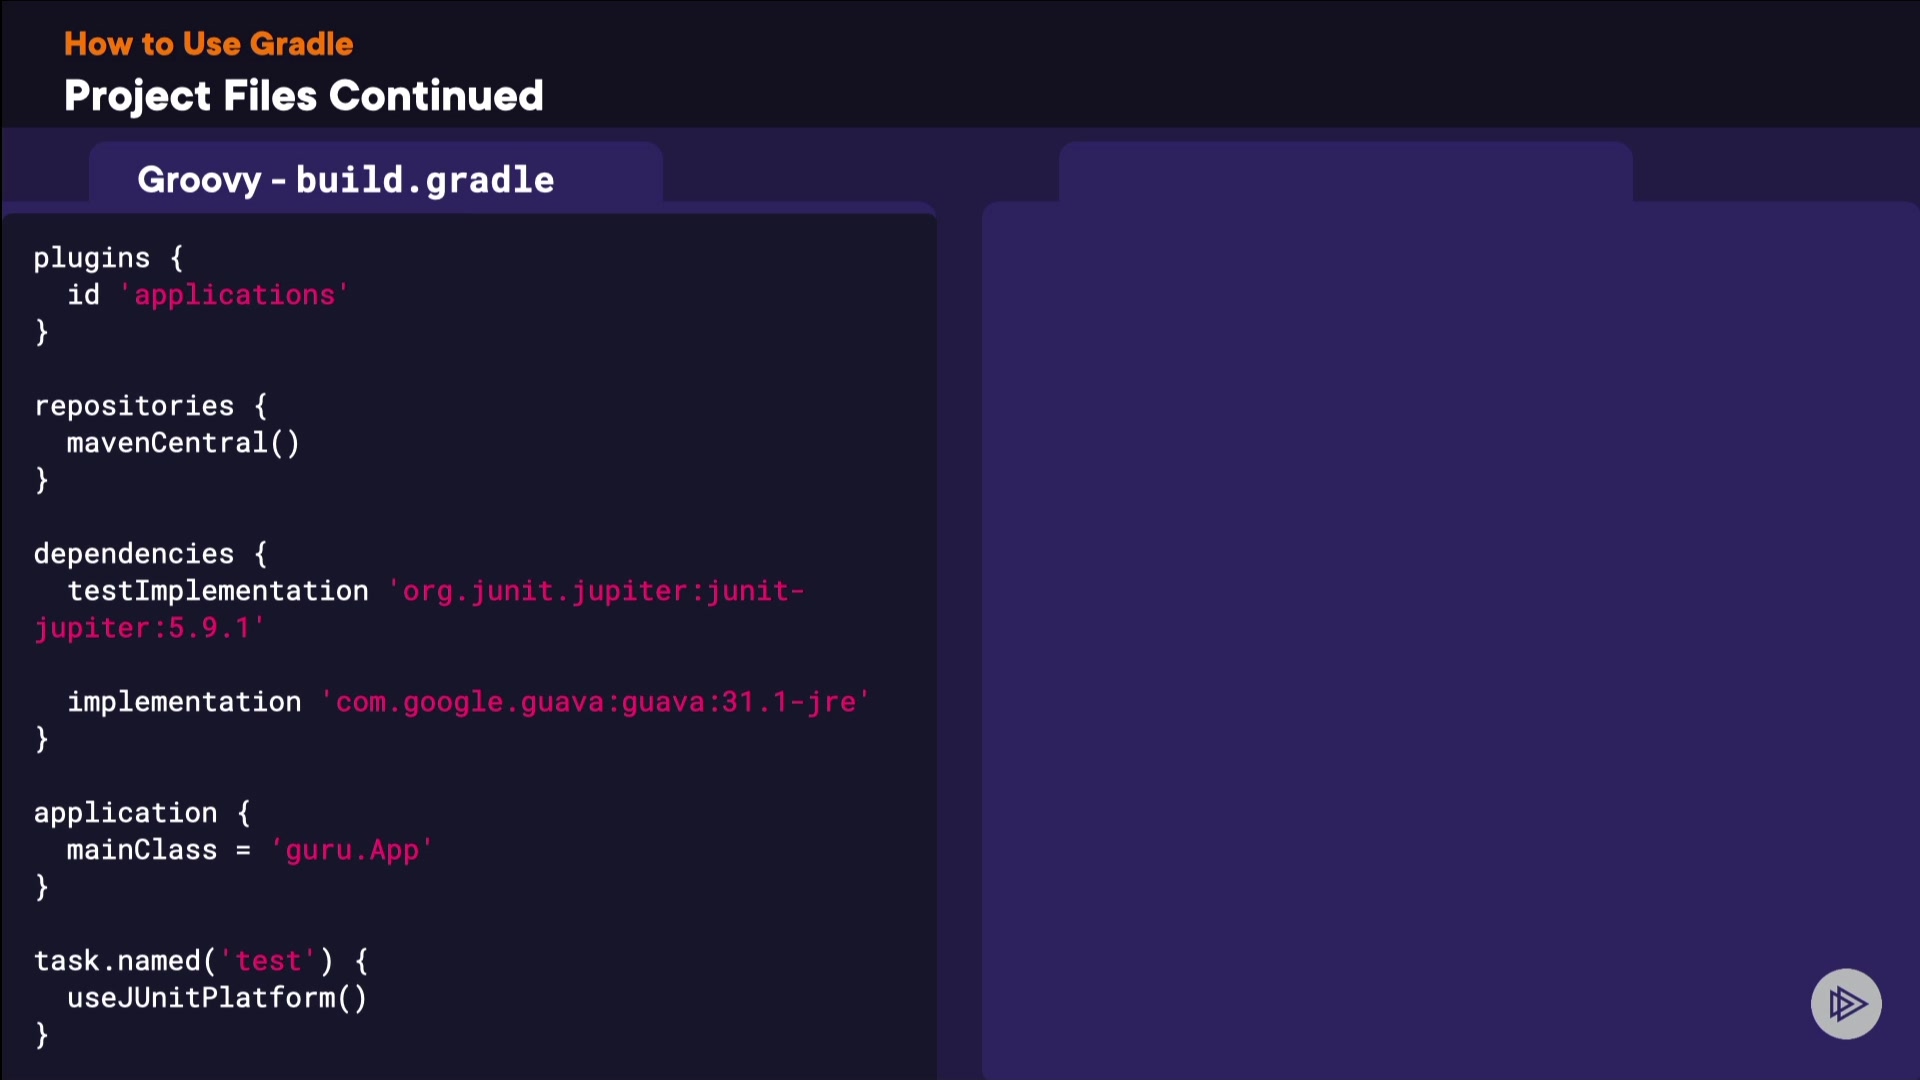 How to Use Gradle
Project Files Continued
Groovy - build.gradle
plugins {
  id 'applications'
}
repositories {
  mavenCentral()
}
dependencies {
  testImplementation 'org.junit.jupiter:junit-
jupiter:5.9.1'
  implementation 'com.google.guava:guava:31.1-jre'
}
application {
  mainClass = ‘guru.App'
}
task.named('test') {
  useJUnitPlatform()
}